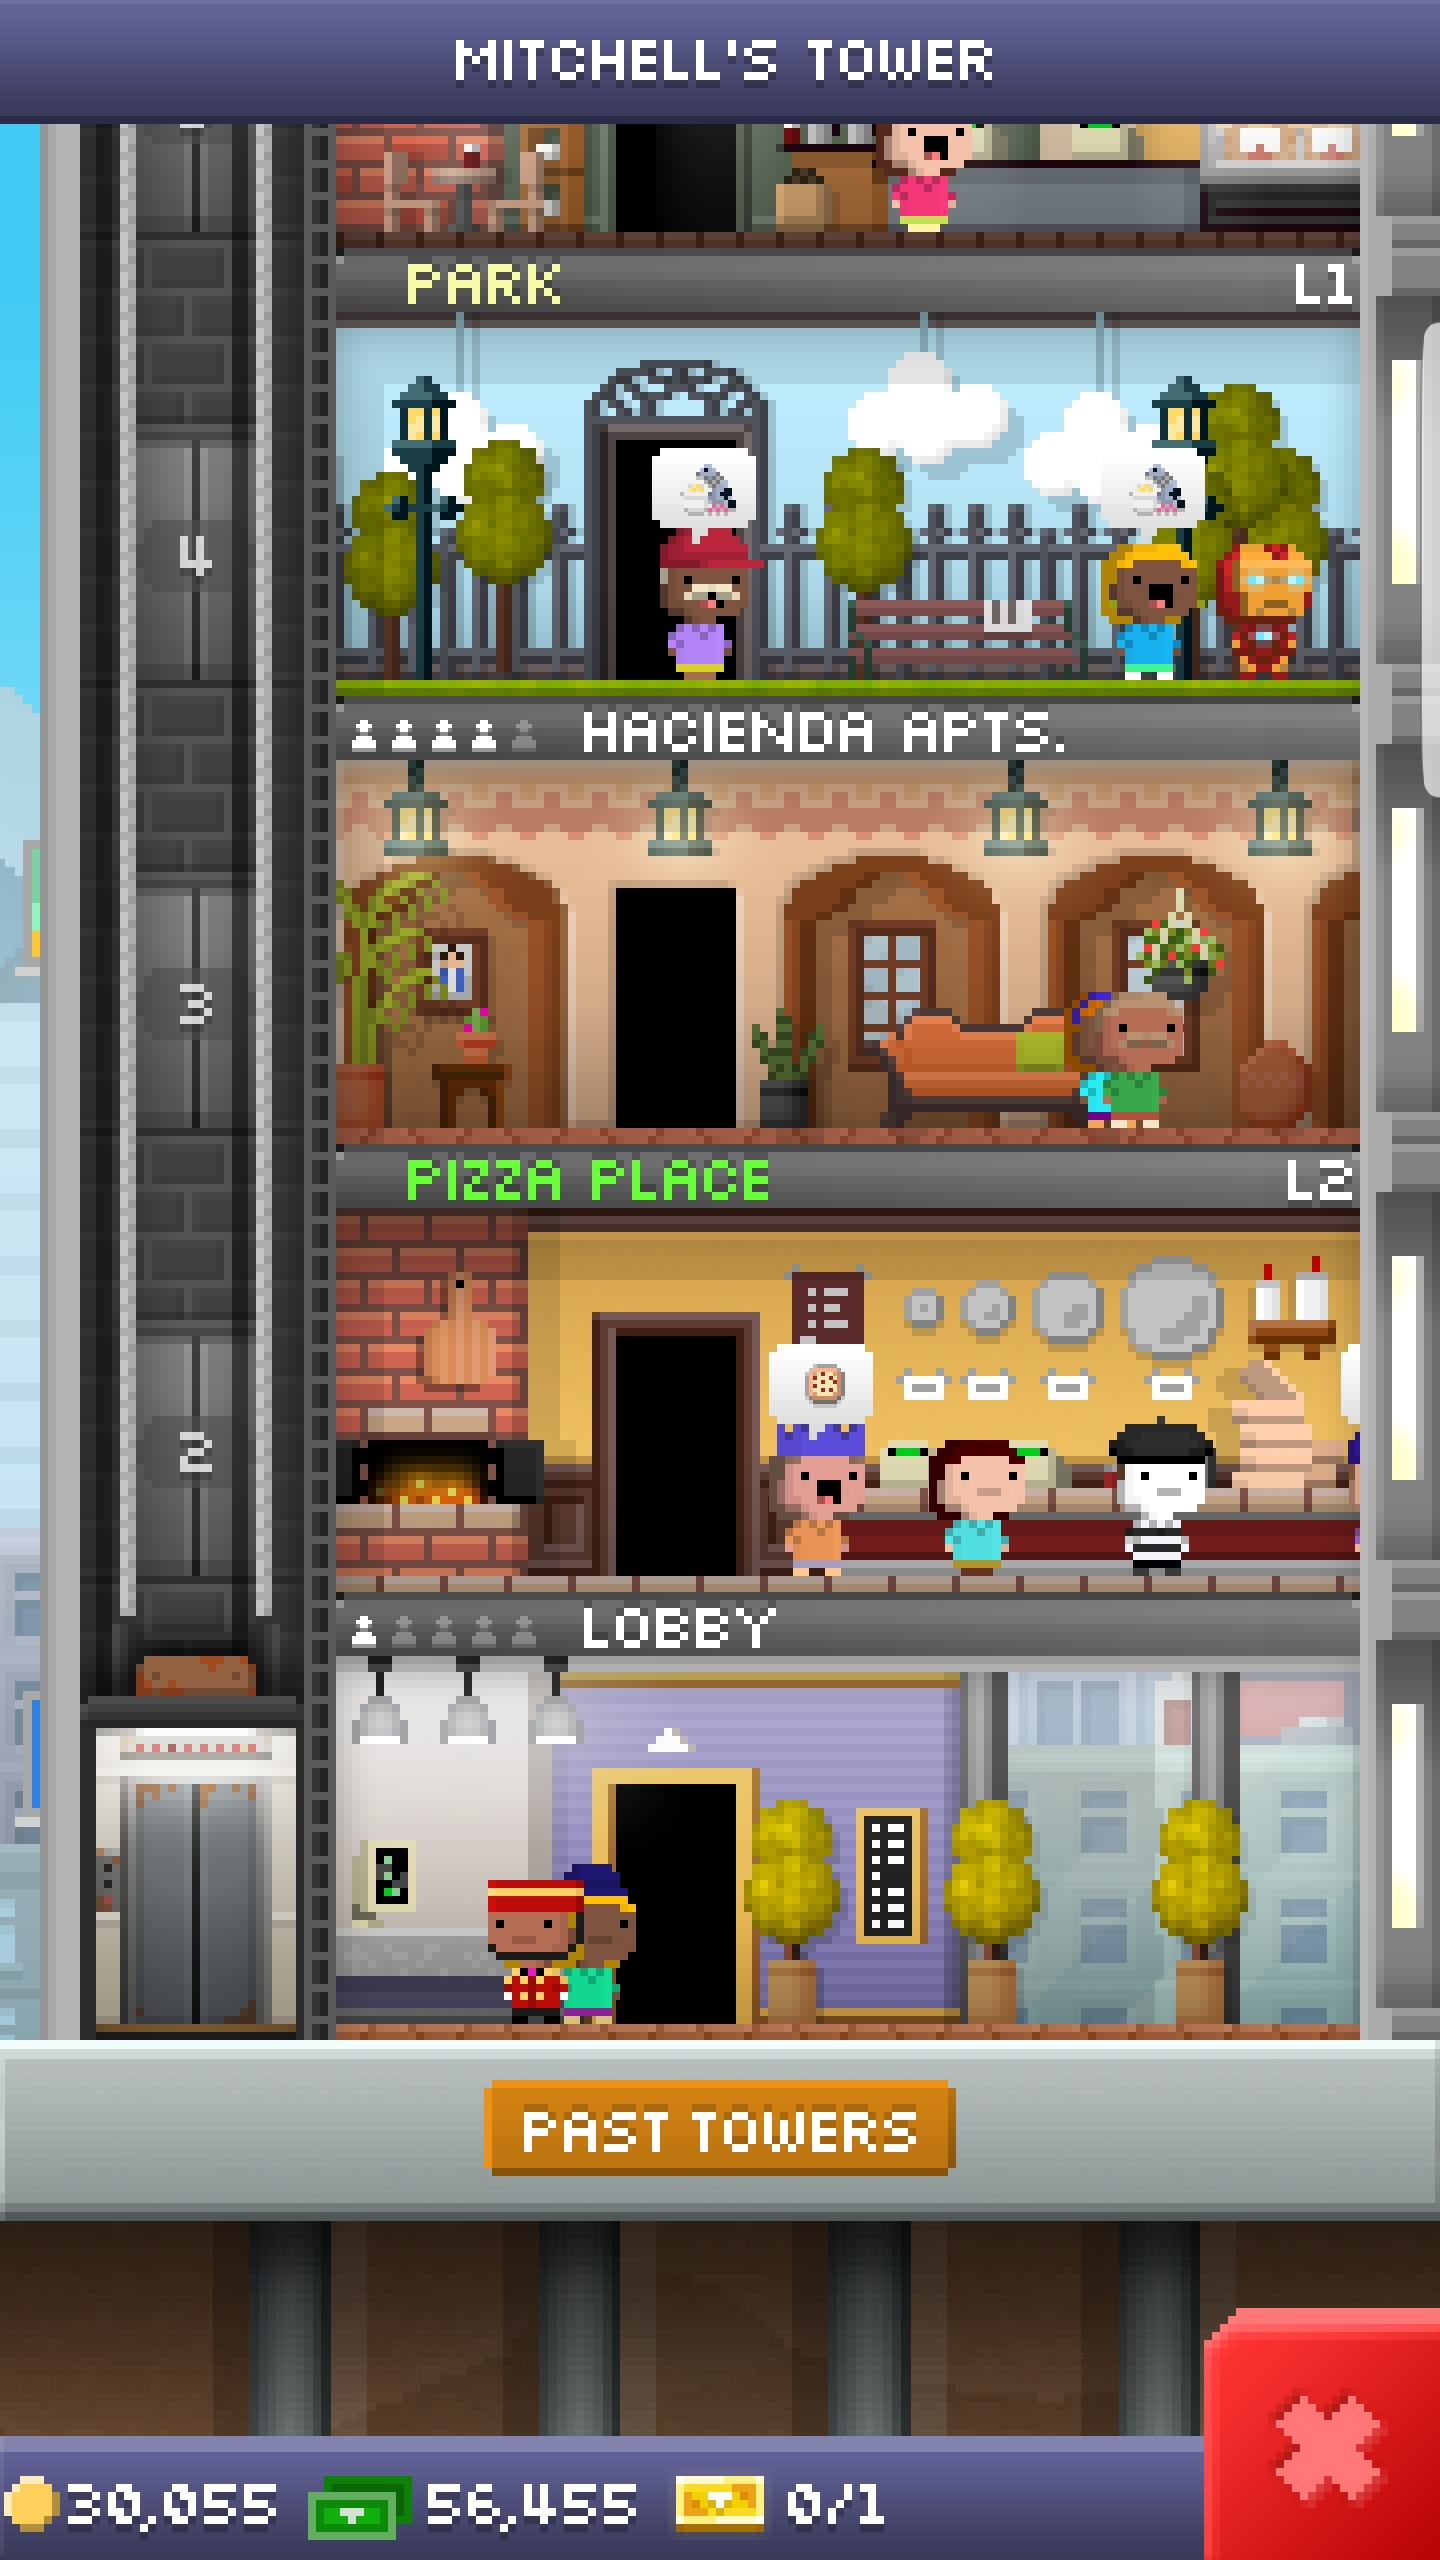 MITCHELL'S TOWER
PARK L1
4
HACIENDA APTS.
3
PIZZA PLACE L2
2
LOBBY
PAST TOWERS
30,055 56,455 0/1